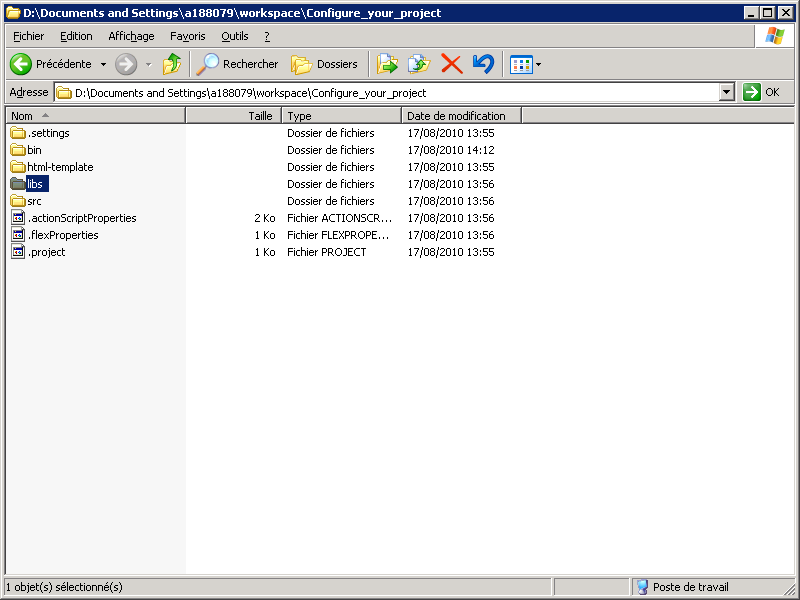 D:\Documents and Settings\a188079\workspace\Configure_your_project
Fichier Edition Affichage Favoris Outils ?
Précédente Rechercher Dossiers
Adresse D:\Documents and Settings\a188079\workspace\Configure_your_project OK
Nom Taille Type Date de modification
.settings Dossier de fichiers 17/08/2010 13:55
bin Dossier de fichiers 17/08/2010 14:12
html-template Dossier de fichiers 17/08/2010 13:55
libs Dossier de fichiers 17/08/2010 13:56
src Dossier de fichiers 17/08/2010 13:56
.actionScriptProperties 2 Ko Fichier ACTIONSCR... 17/08/2010 13:56
.flexProperties 1 Ko Fichier FLEXPROPE... 17/08/2010 13:56
.project 1 Ko Fichier PROJECT 17/08/2010 13:55
1 objet(s) sélectionné(s) Poste de travail